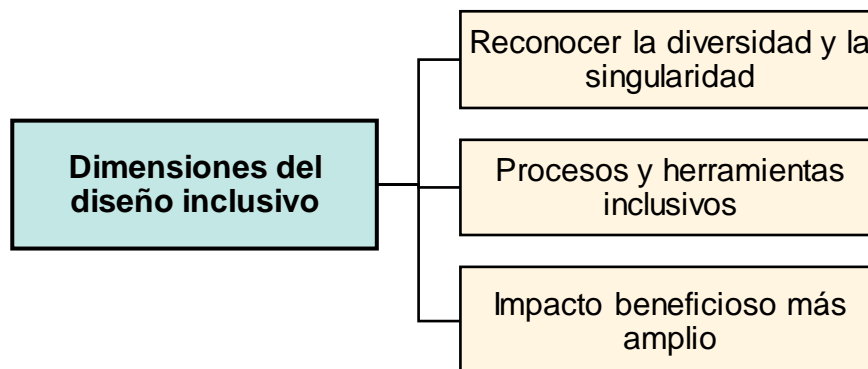 Dimensiones del
diseño inclusivo
Reconocer la diversidad y la
singularidad
Procesos y herramientas
inclusivos
Impacto beneficioso más
amplio